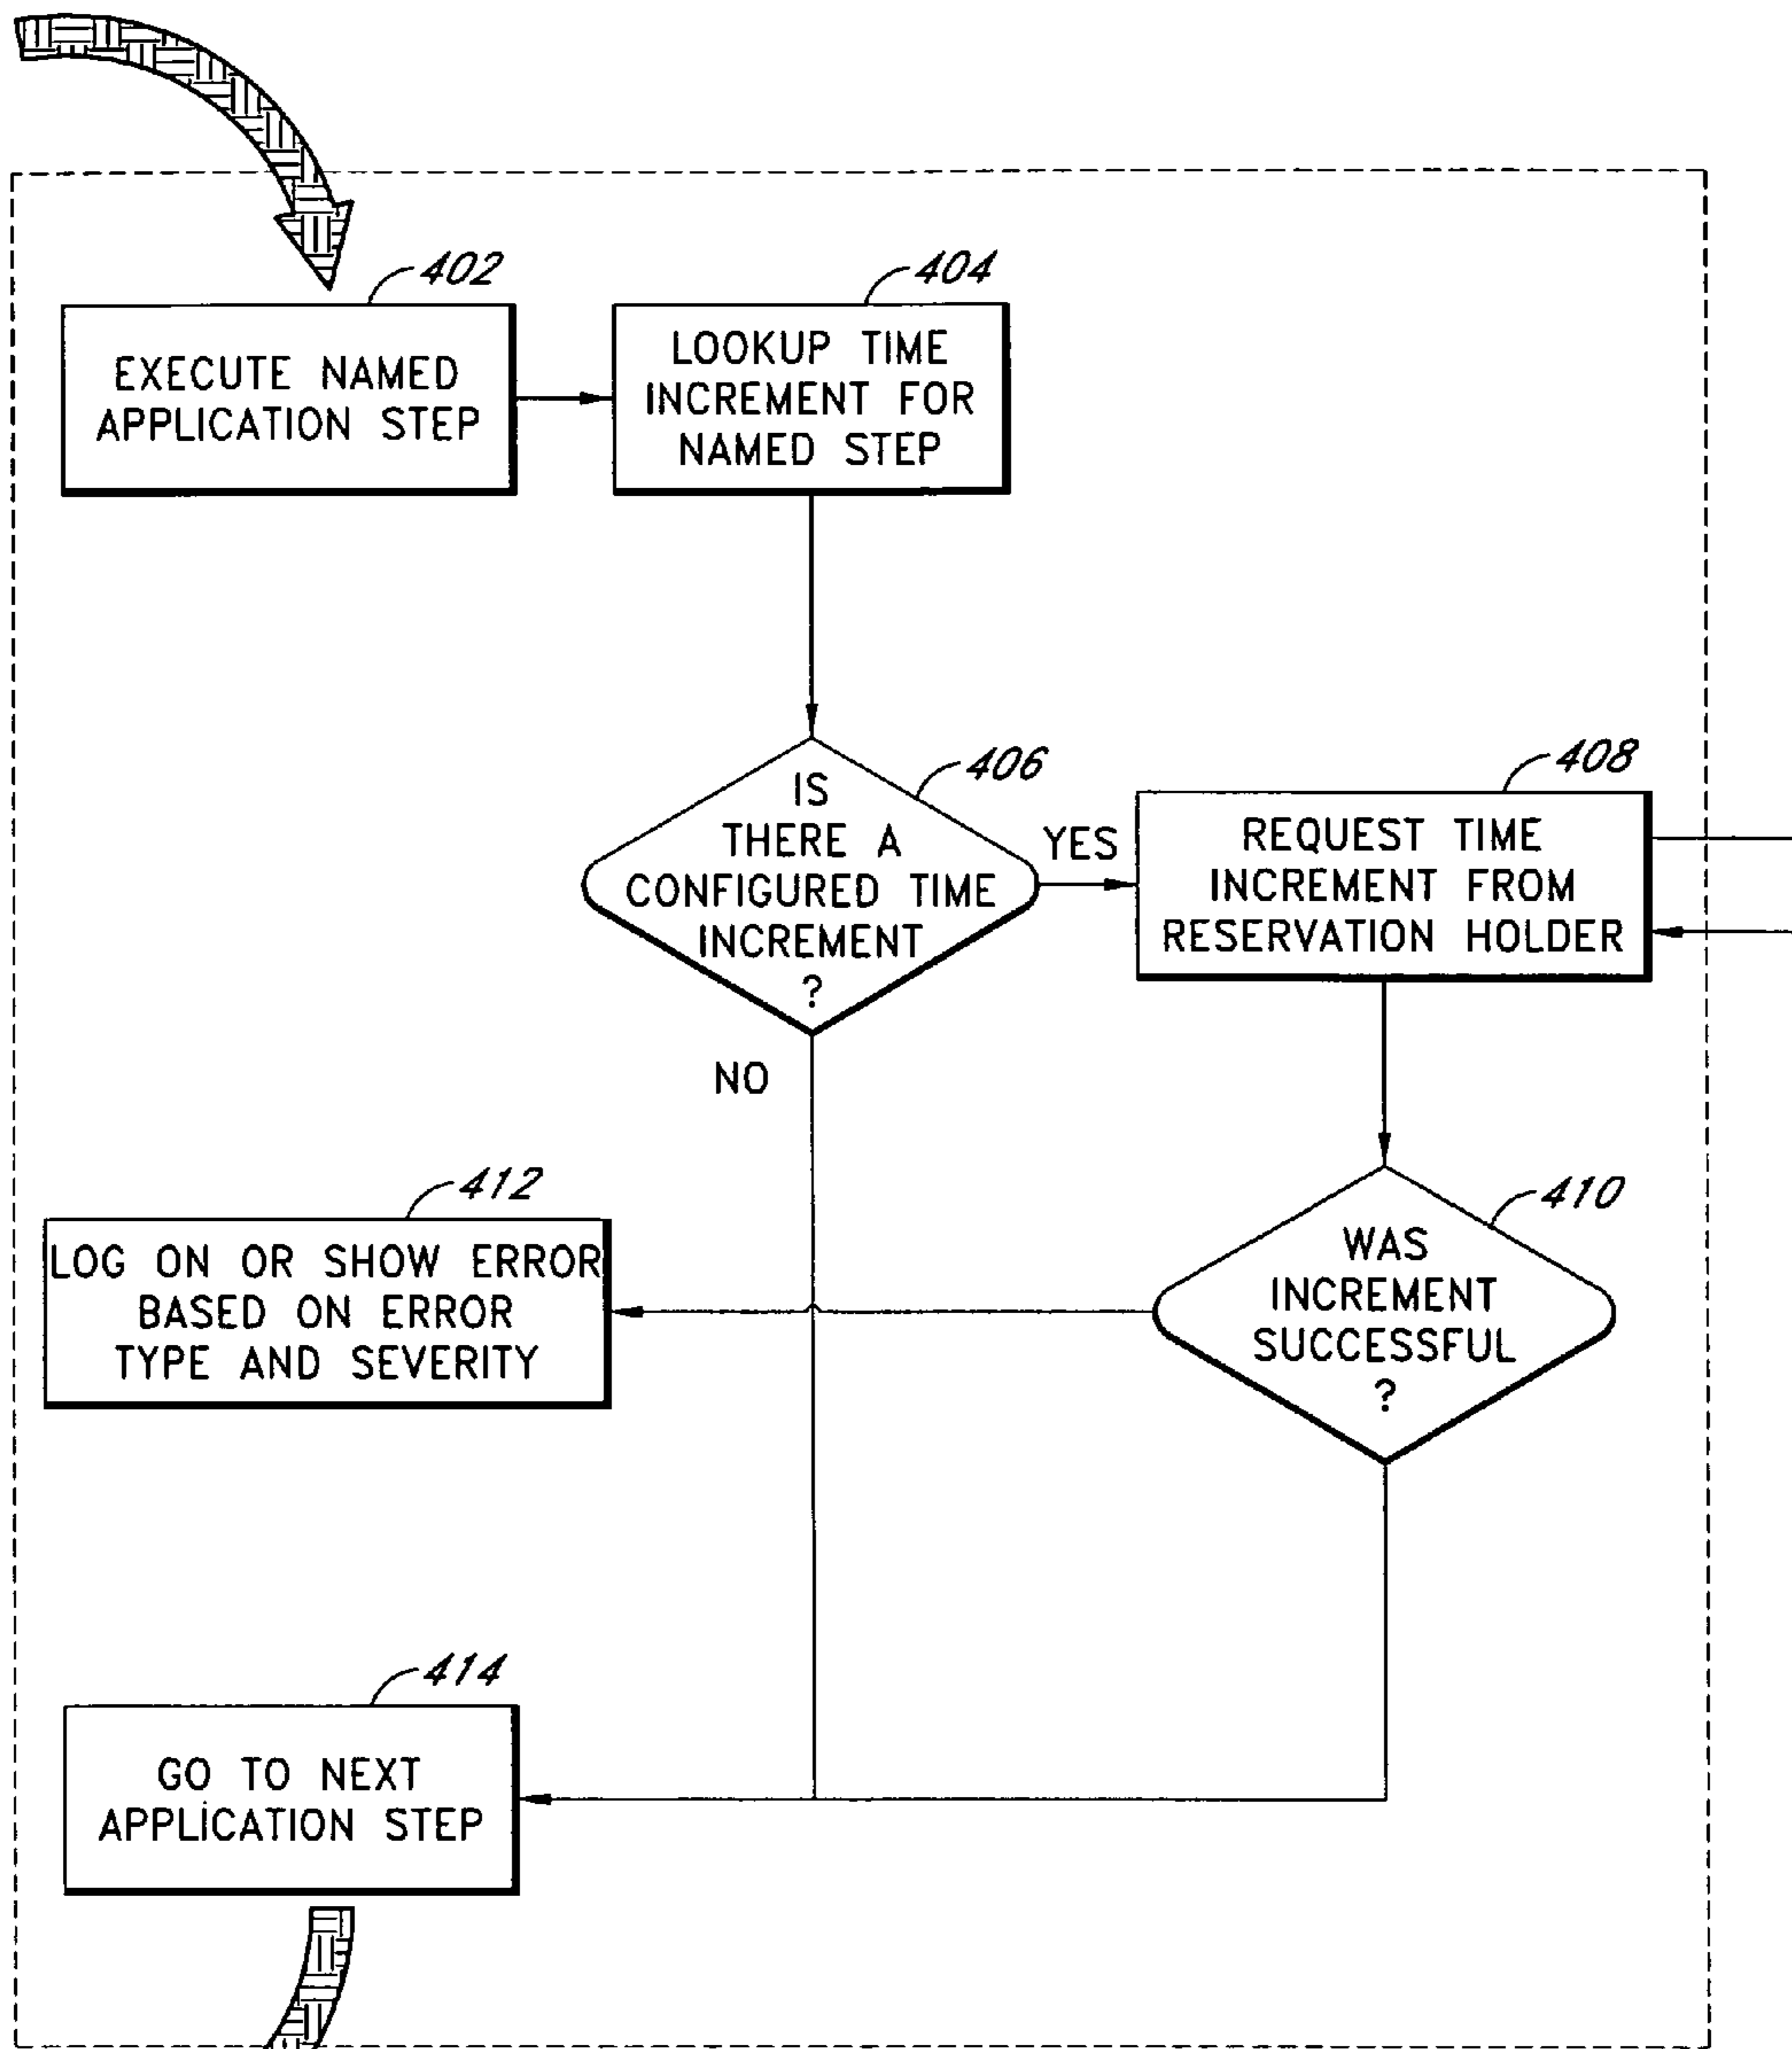 402
EXECUTE NAMED
APPLICATION STEP
404
LOOKUP TIME
INCREMENT FOR
NAMED STEP
406
IS
THERE A
CONFIGURED TIME
INCREMENT
?
YES
NO
408
REQUEST TIME
INCREMENT FROM
RESERVATION HOLDER
410
WAS
INCREMENT
SUCCESSFUL
?
412
LOG ON OR SHOW ERROR
BASED ON ERROR
TYPE AND SEVERITY
414
GO TO NEXT
APPLICATION STEP